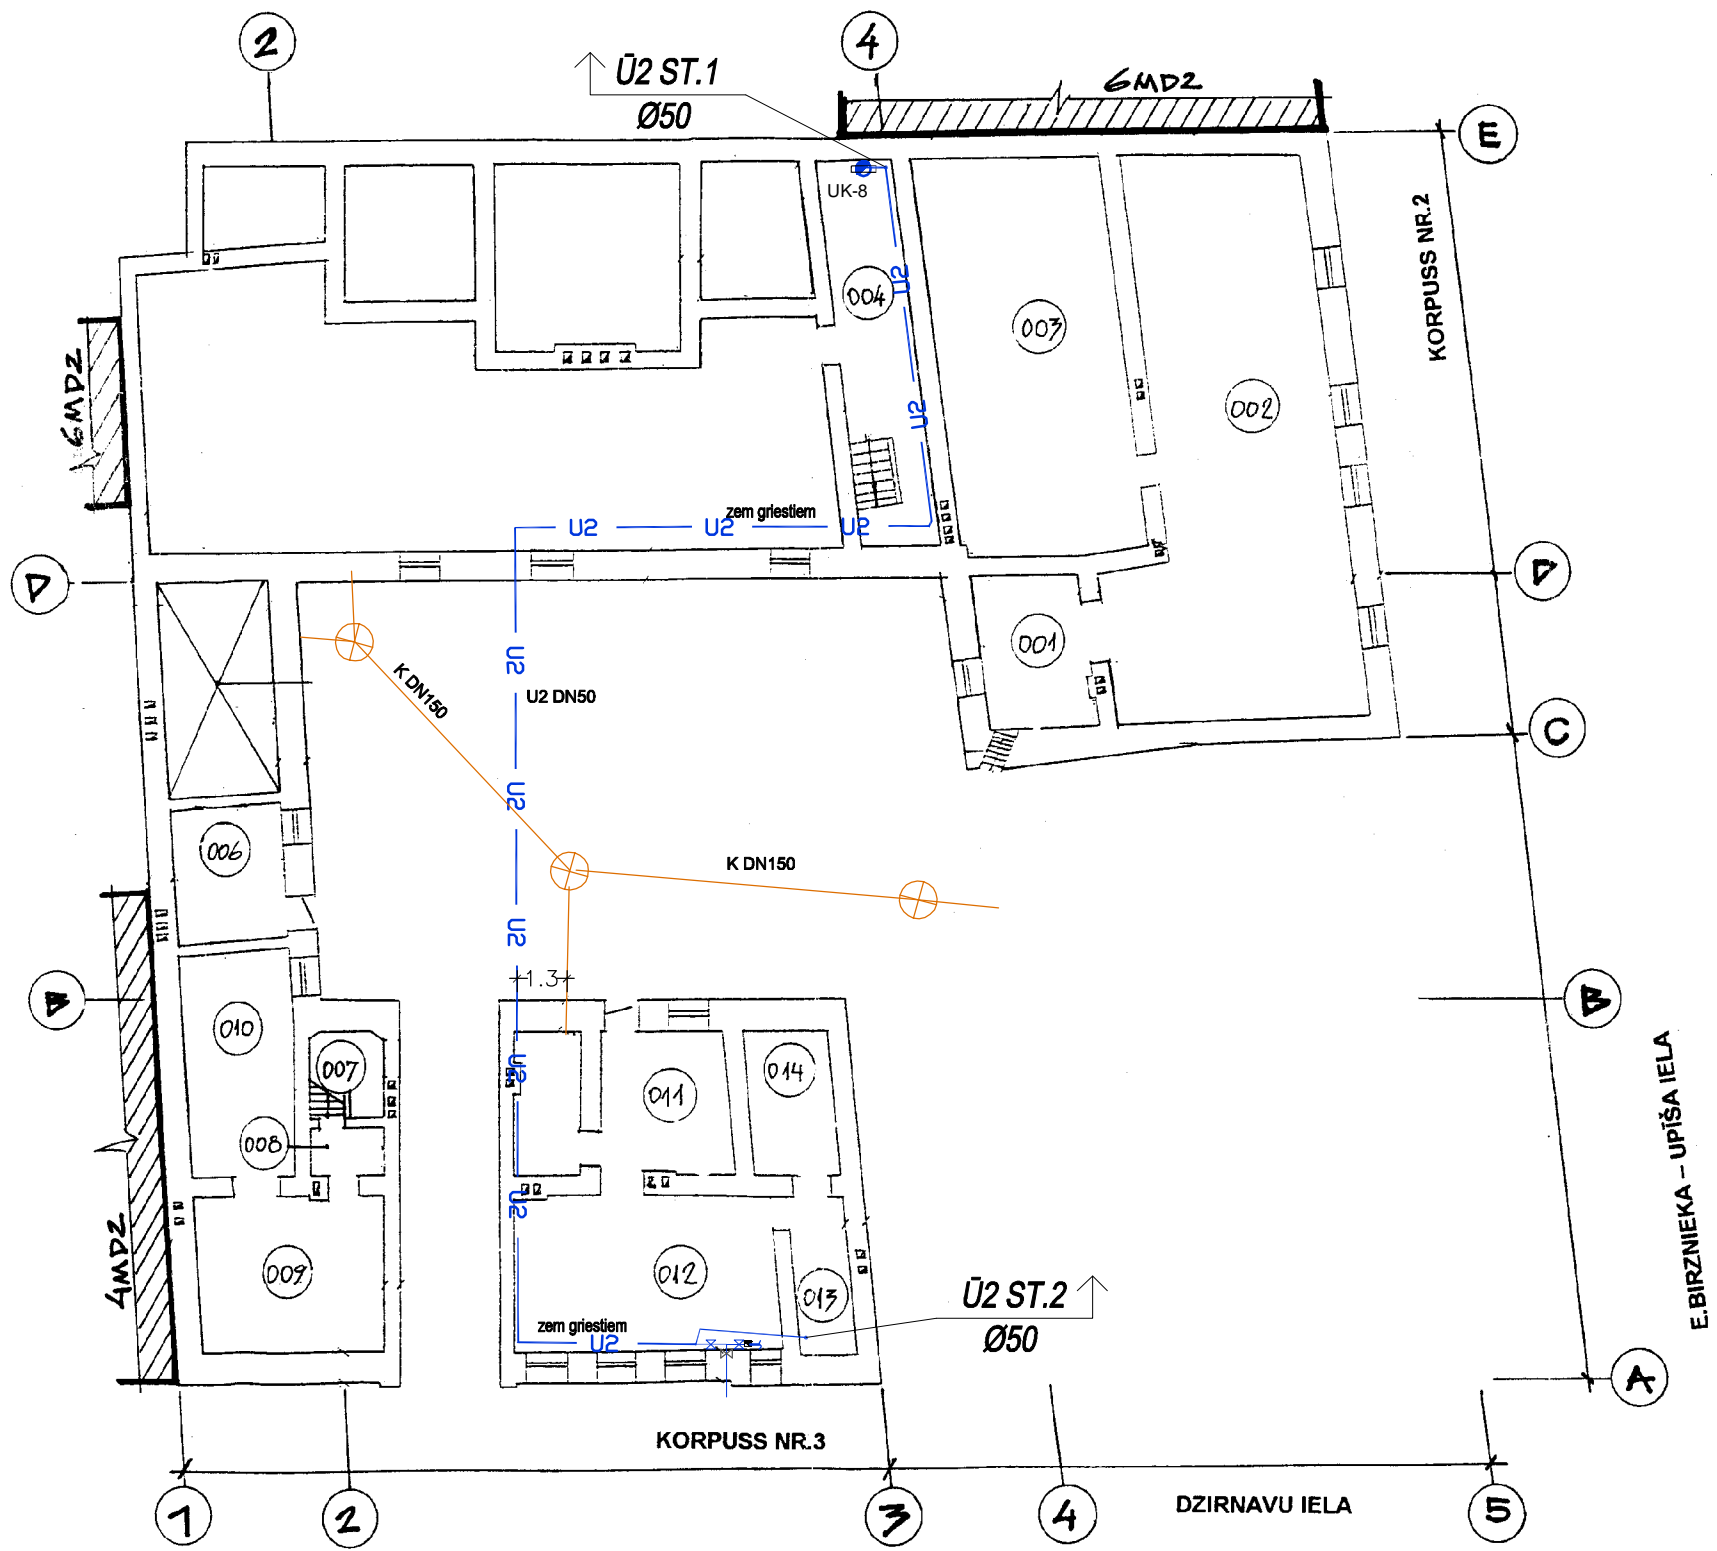 2
4
Ū2 ST.1
Ø50
6MD2
E
UK-8
KORPUSS NR.2
U2
004
003
002
6MD2
U2
zem griestiem
U2
U2
U2
D
D
001
U2
K DN150
U2 DN50
C
U2
006
K DN150
U2
1.3
B
B
010
007
U2
011
014
008
U2
4MD2
009
012
013
Ū2 ST.2
Ø50
zem griestiem
U2
E.BIRZNIEKA – UPĪŠA IELA
A
KORPUSS NR.3
1
2
3
4
DZIRNAVU IELA
5